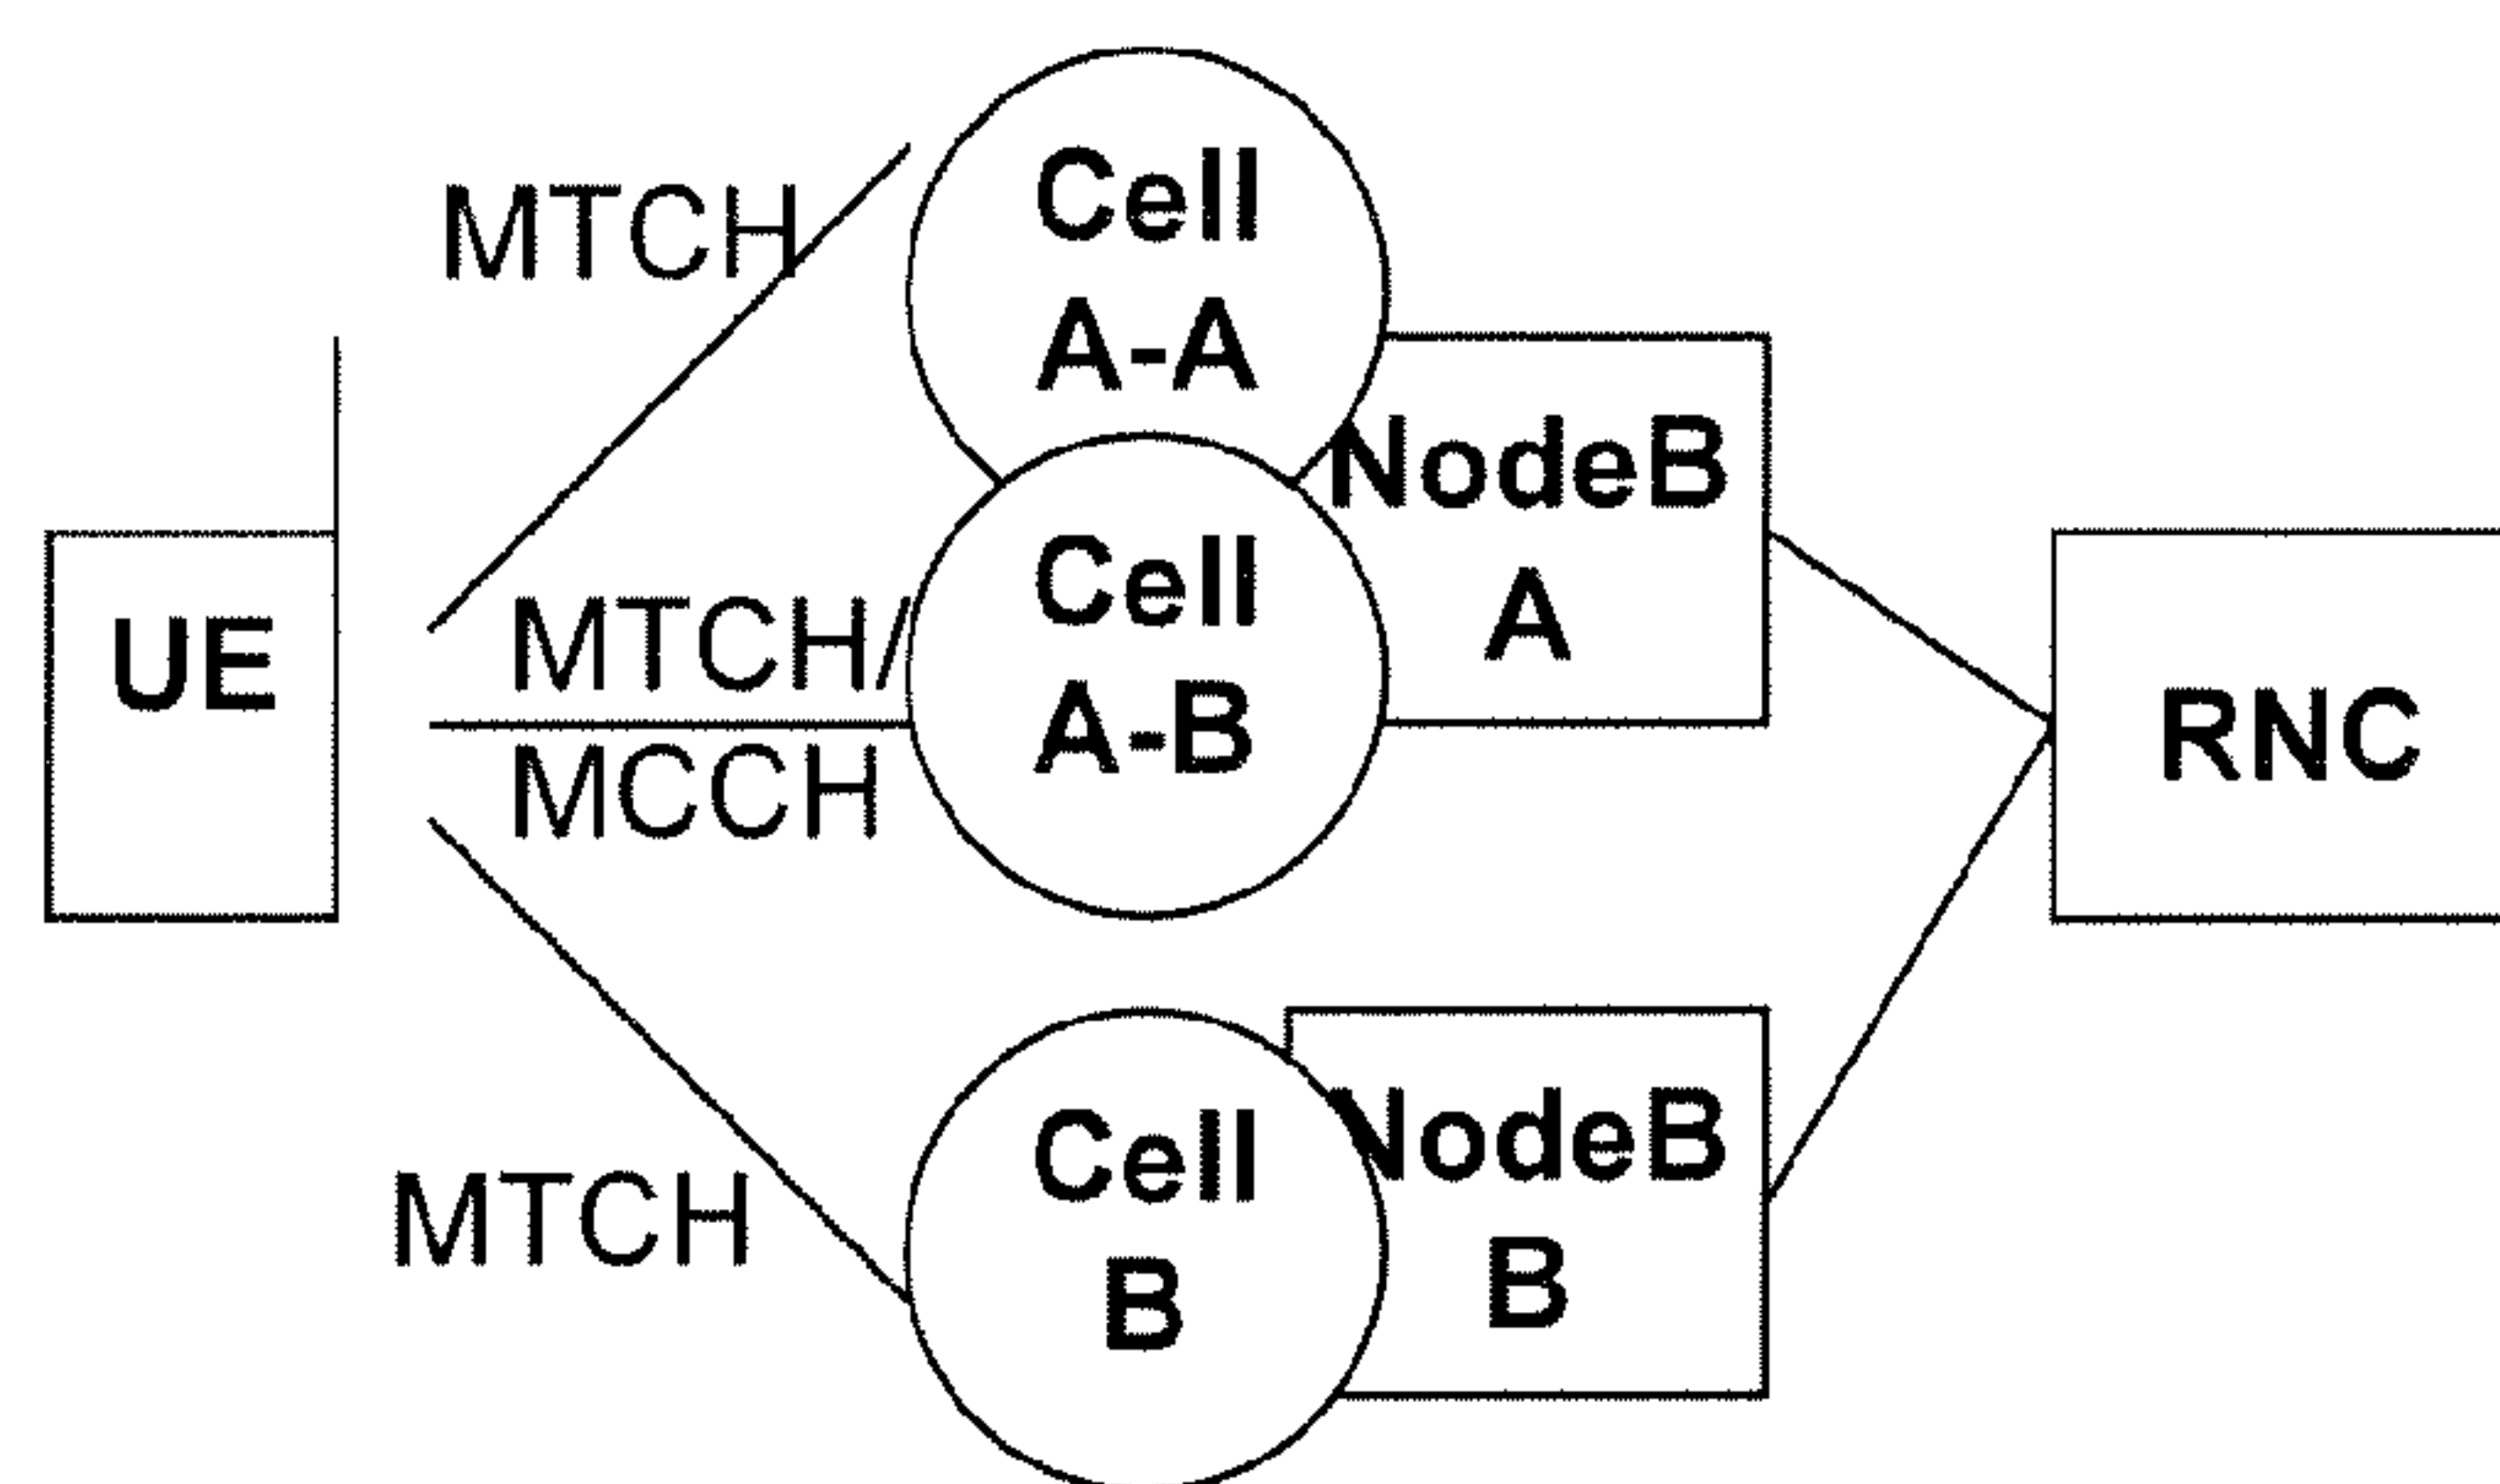 MTCH
Cell
A-A
NodeB
A
UE
MTCH/
MCCH
Cell
A-B
RNC
MTCH
Cell
B
NodeB
B